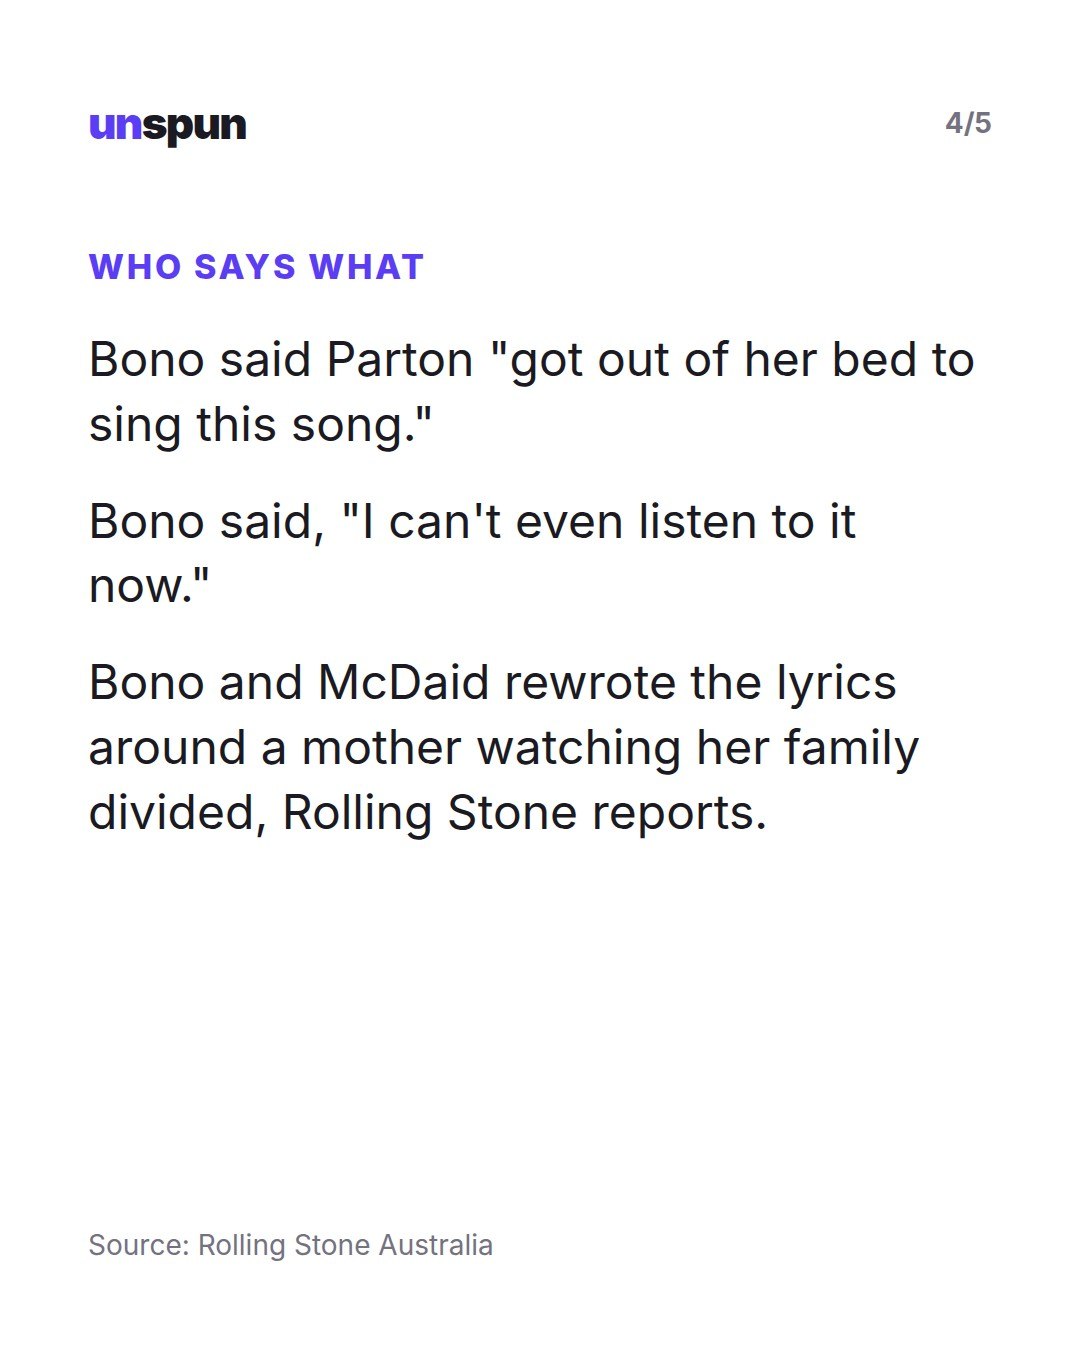 unspun
4/5
WHO SAYS WHAT
Bono said Parton "got out of her bed to
sing this song."
Bono said, "I can't even listen to it
now."
Bono and McDaid rewrote the lyrics
around a mother watching her family
divided, Rolling Stone reports.
Source: Rolling Stone Australia